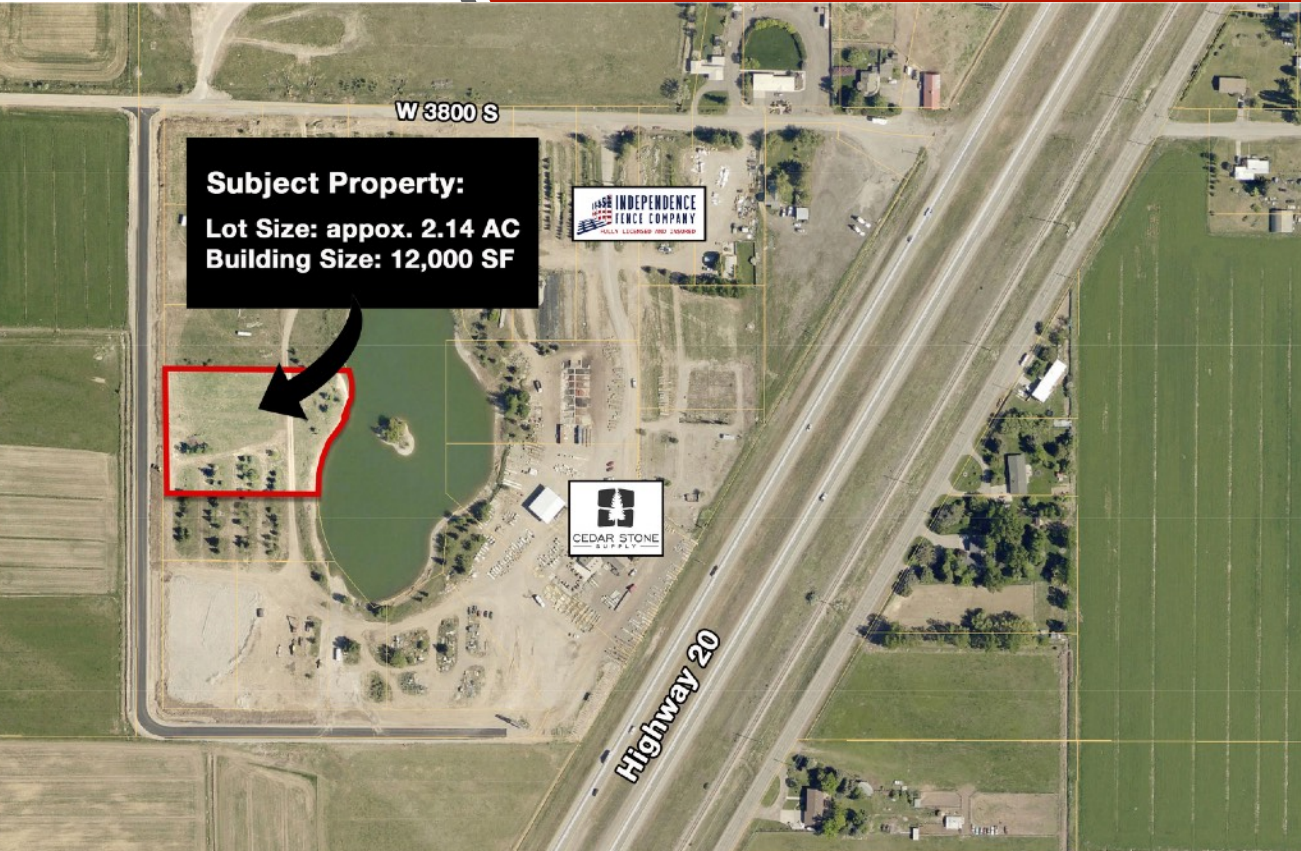 W 3800 S
Subject Property:
Lot Size: appox. 2.14 AC
Building Size: 12,000 SF
INDEPENDENCE
FENCE COMPANY
FULLY LICENSED AND INSURED
CEDAR STONE
SUPPLY
Highway 20